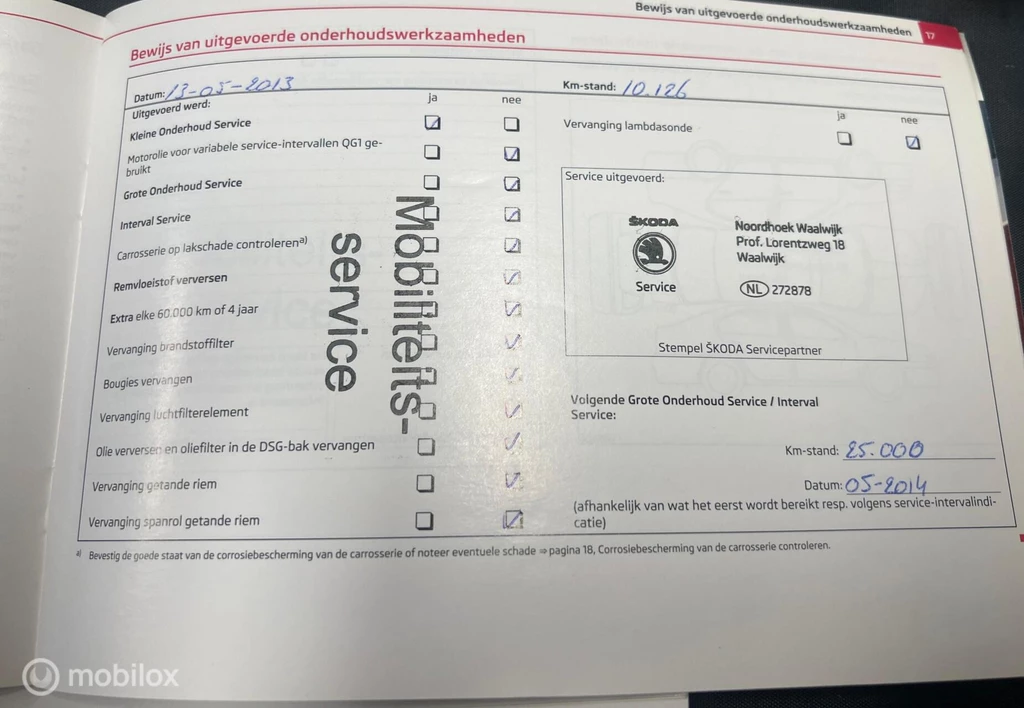 Bewijs van uitgevoerde onderhoudswerkzaamheden 17
Bewijs van uitgevoerde onderhoudswerkzaamheden
Datum: 13-05-2013
Km-stand: 10.126
Uitgevoerd werd:
ja nee
Kleine Onderhoud Service
Motorolie voor variabele service-intervallen QG1 ge-
bruikt
Grote Onderhoud Service
Interval Service
Carrosserie op lakschade controleren a)
Remvloeistof verversen
Extra elke 60.000 km of 4 jaar
Vervanging brandstoffilter
Bougies vervangen
Vervanging luchtfilterelement
Olie verversen en oliefilter in de DSG-bak vervangen
Vervanging getande riem
Vervanging spanrol getande riem
Mobiliteits-
service
ja nee
Vervanging lambdasonde
Service uitgevoerd:
ŠKODA
Service
Noordhoek Waalwijk
Prof. Lorentzweg 18
Waalwijk
NL 272878
Stempel ŠKODA Servicepartner
Volgende Grote Onderhoud Service / Interval
Service:
Km-stand: 25.000
Datum: 05-2014
(afhankelijk van wat het eerst wordt bereikt resp. volgens service-intervalindi-
catie)
a) Bevestig de goede staat van de corrosiebescherming van de carrosserie of noteer eventuele schade ⇒ pagina 18, Corrosiebescherming van de carrosserie controleren.
mobilox